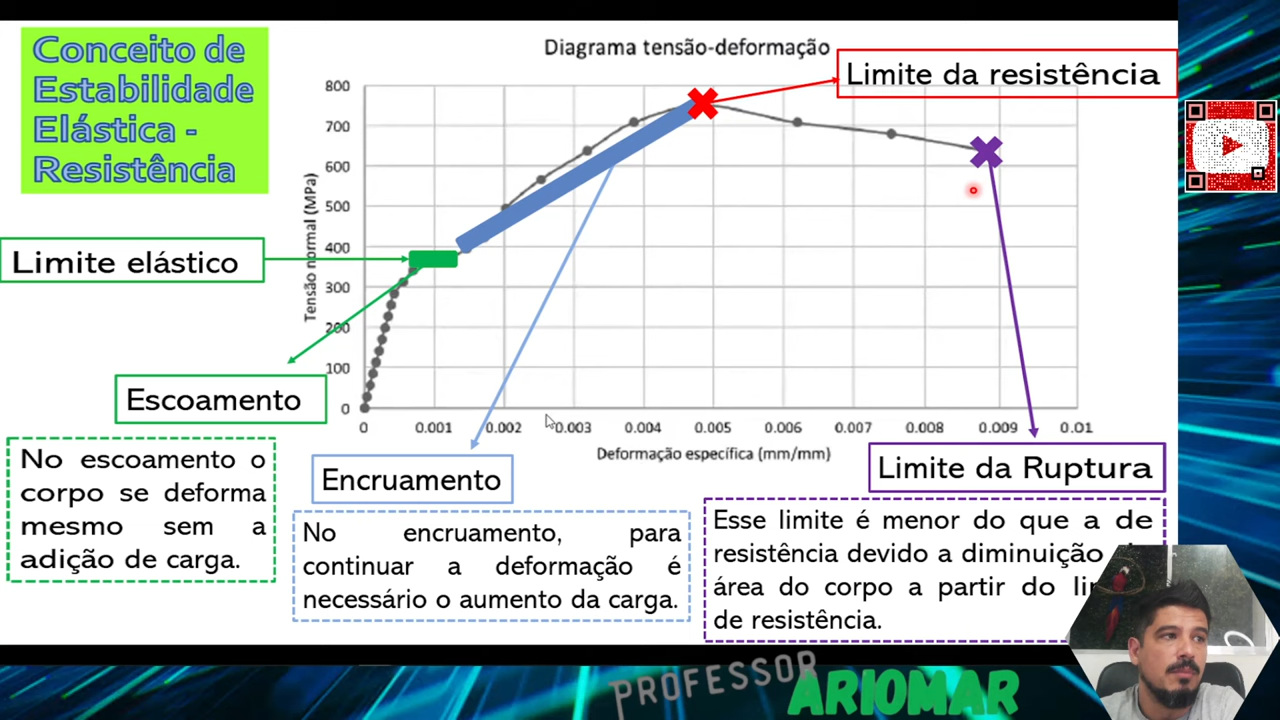 Conceito de
Estabilidade
Elástica -
Resistência
Diagrama tensão-deformação
Limite da resistência
800
700
600
500
400
300
200
100
0
Tensão normal (MPa)
0
0.001
0.002
0.003
0.004
0.005
0.006
0.007
0.008
0.009
0.01
Deformação específica (mm/mm)
Limite elástico
Escoamento
No escoamento o
corpo se deforma
mesmo sem a
adição de carga.
Encruamento
No encruamento, para
continuar a deformação é
necessário o aumento da carga.
Limite da Ruptura
Esse limite é menor do que a de
resistência devido a diminuição
área do corpo a partir do
de resistência.
PROFESSOR
ARIOMAR